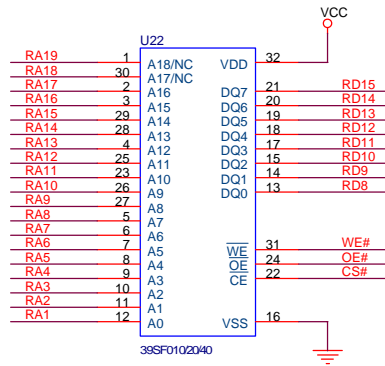 VCC
U22
RA19 1 A18/NC VDD 32
RA18 30 A17/NC
RA17 2 A16 DQ7 21 RD15
RA16 3 A15 DQ6 20 RD14
RA15 29 A14 DQ5 19 RD13
RA14 28 A13 DQ4 18 RD12
RA13 4 A12 DQ3 17 RD11
RA12 25 A11 DQ2 15 RD10
RA11 23 A10 DQ1 14 RD9
RA10 26 A9 DQ0 13 RD8
RA9 27 A8
RA8 5 A7
RA7 6 A6
RA6 7 A5 WE 31 WE#
RA5 8 A4 OE 24 OE#
RA4 9 A3 CE 22 CS#
RA3 10 A2
RA2 11 A1
RA1 12 A0 VSS 16
39SF010/20/40